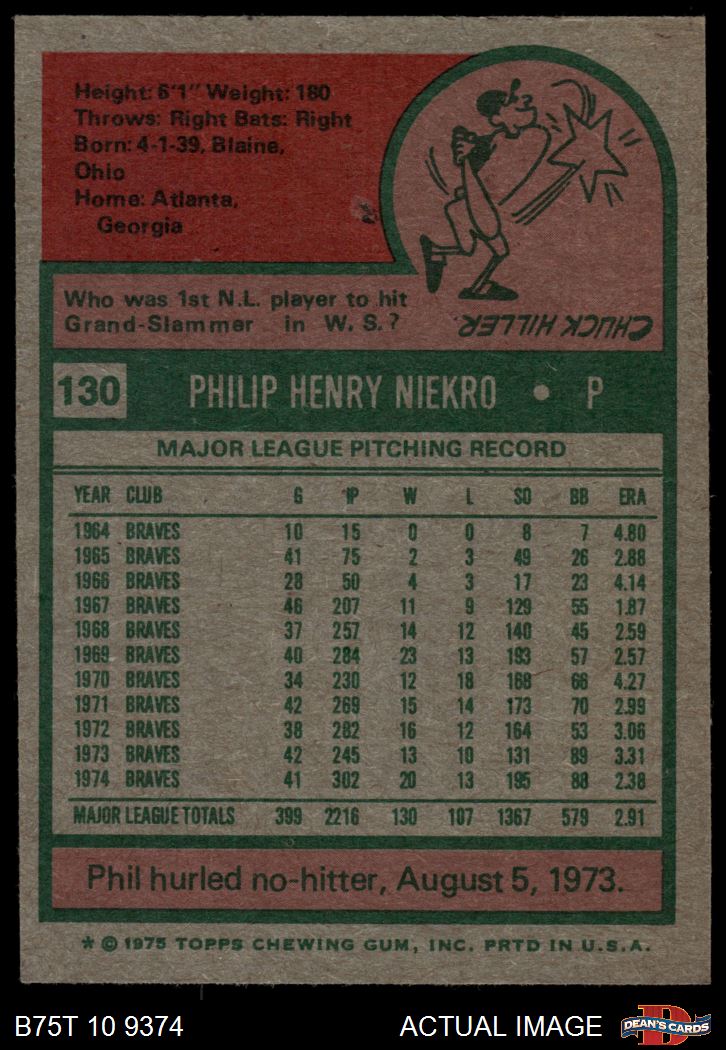 Height: 6'1" Weight: 180
Throws: Right Bats: Right
Born: 4-1-39, Blaine,
Ohio
Home: Atlanta,
Georgia
Who was 1st N.L. player to hit
Grand-Slammer in W. S.?
CHUCK HILLER
130 PHILIP HENRY NIEKRO • P
MAJOR LEAGUE PITCHING RECORD
YEAR CLUB G IP W L SO BB ERA
1964 BRAVES 10 15 0 0 8 7 4.80
1965 BRAVES 41 75 2 3 49 26 2.88
1966 BRAVES 28 50 4 3 17 23 4.14
1967 BRAVES 46 207 11 9 129 55 1.87
1968 BRAVES 37 257 14 12 140 45 2.59
1969 BRAVES 40 284 23 13 193 57 2.57
1970 BRAVES 34 230 12 18 168 66 4.27
1971 BRAVES 42 269 15 14 173 70 2.99
1972 BRAVES 38 282 16 12 164 53 3.06
1973 BRAVES 42 245 13 10 131 89 3.31
1974 BRAVES 41 302 20 13 195 88 2.38
MAJOR LEAGUE TOTALS 399 2216 130 107 1367 579 2.91
Phil hurled no-hitter, August 5, 1973.
* © 1975 TOPPS CHEWING GUM, INC. PRTD IN U.S.A.
B75T 10 9374 ACTUAL IMAGE D DEAN'S CARDS